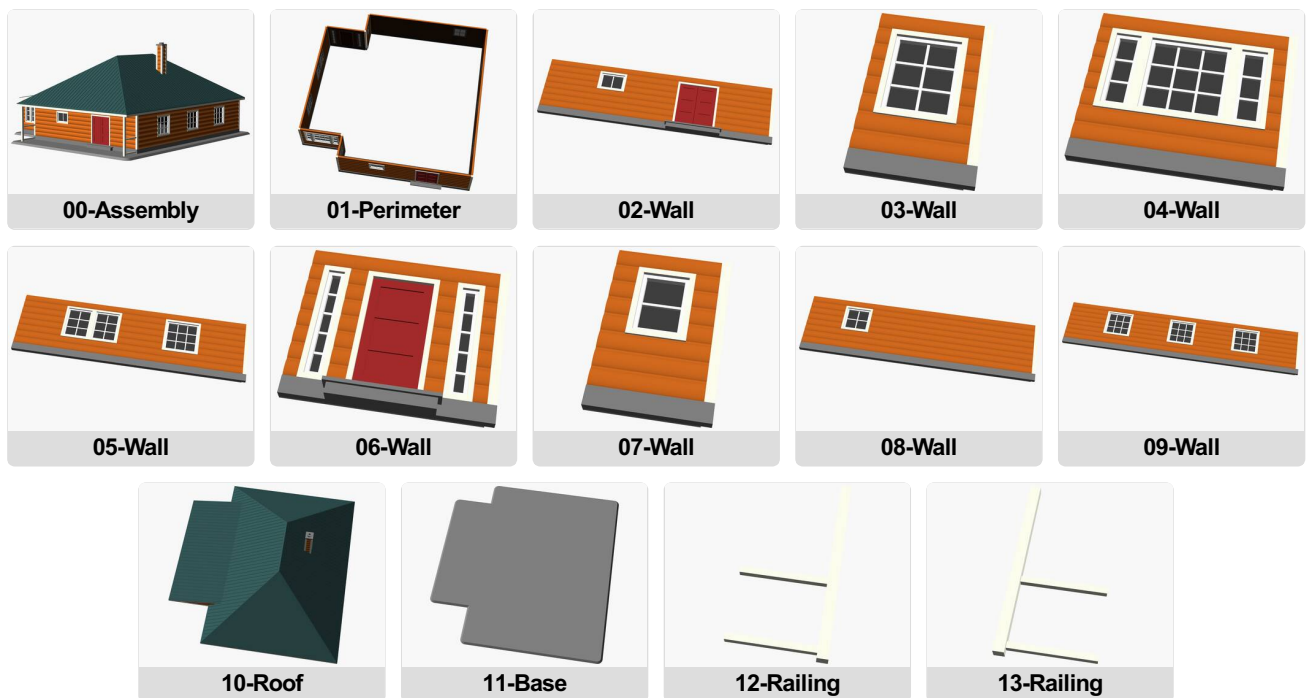 00-Assembly
01-Perimeter
02-Wall
03-Wall
04-Wall
05-Wall
06-Wall
07-Wall
08-Wall
09-Wall
10-Roof
11-Base
12-Railing
13-Railing